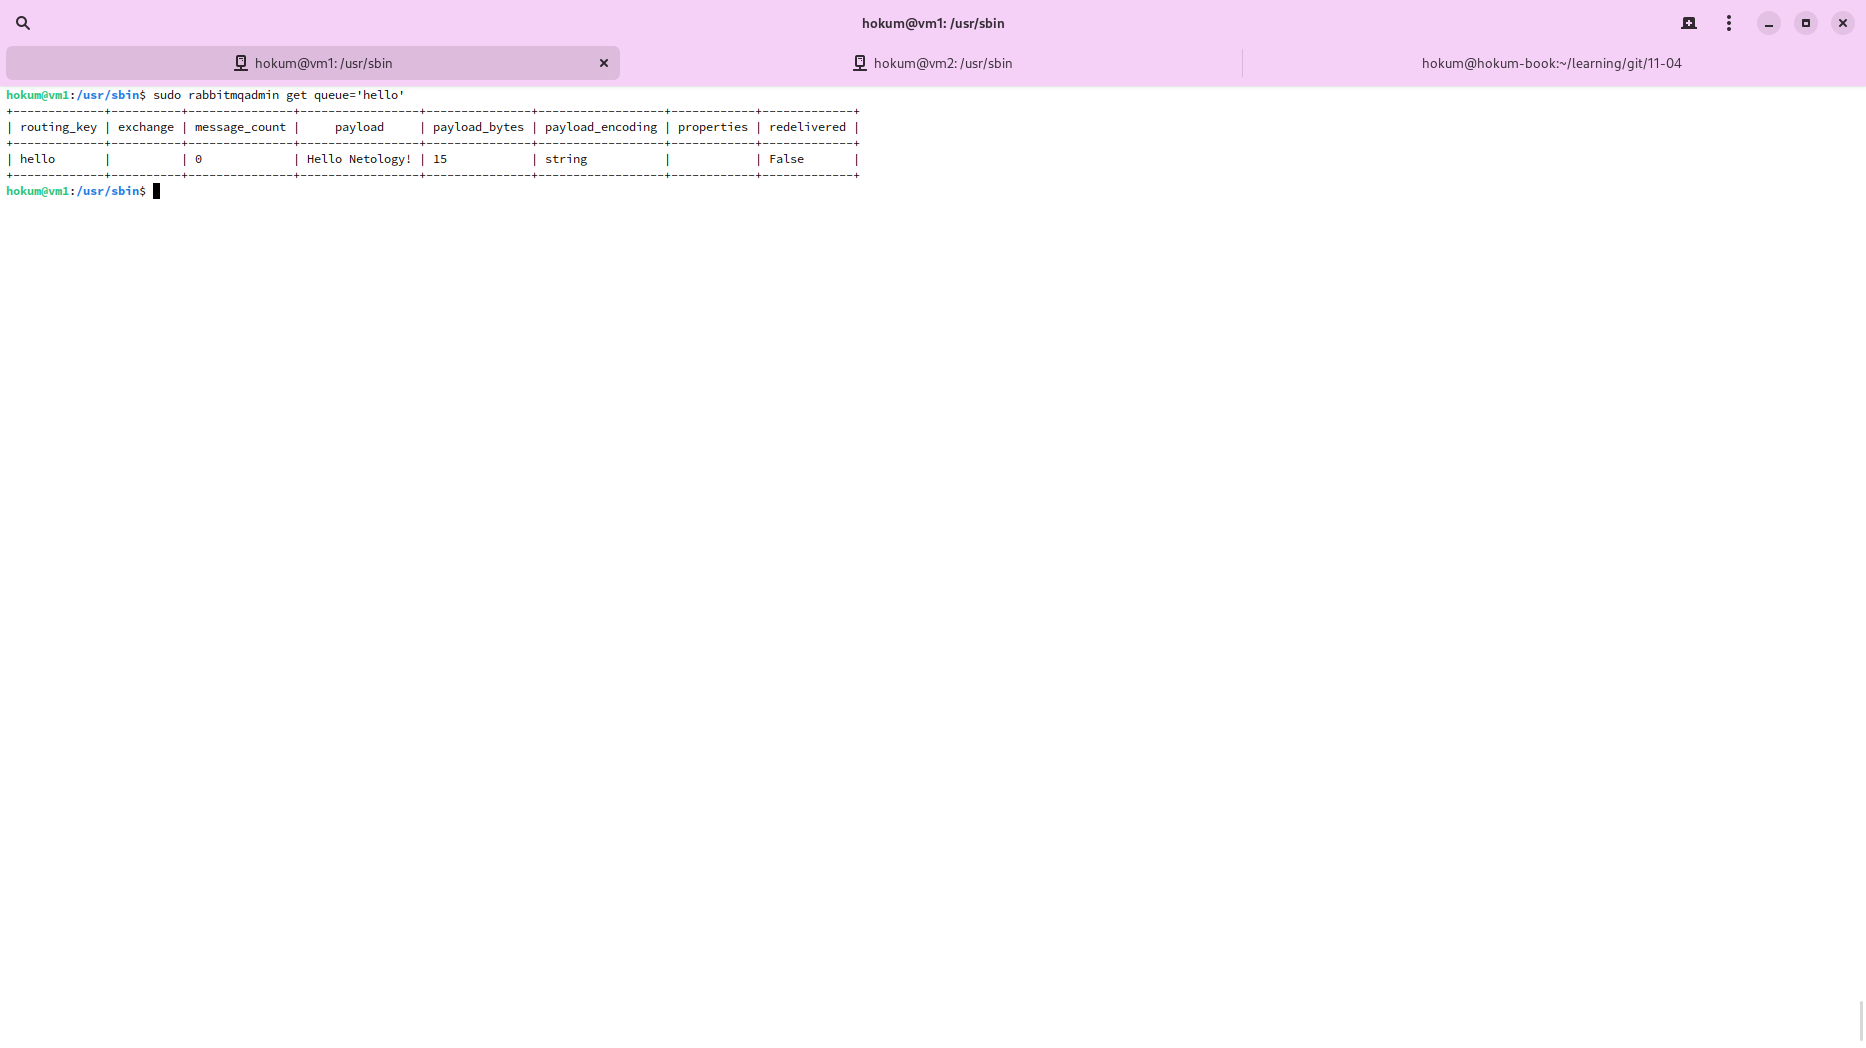 hokum@vm1: /usr/sbin
hokum@vm1: /usr/sbin hokum@vm2: /usr/sbin hokum@hokum-book:~/learning/git/11-04
hokum@vm1:/usr/sbin$ sudo rabbitmqadmin get queue='hello'
+-------------+----------+---------------+-----------------+---------------+------------------+------------+-------------+
| routing_key | exchange | message_count |     payload     | payload_bytes | payload_encoding | properties | redelivered |
+-------------+----------+---------------+-----------------+---------------+------------------+------------+-------------+
| hello       |          | 0             | Hello Netology! | 15            | string           |            | False       |
+-------------+----------+---------------+-----------------+---------------+------------------+------------+-------------+
hokum@vm1:/usr/sbin$